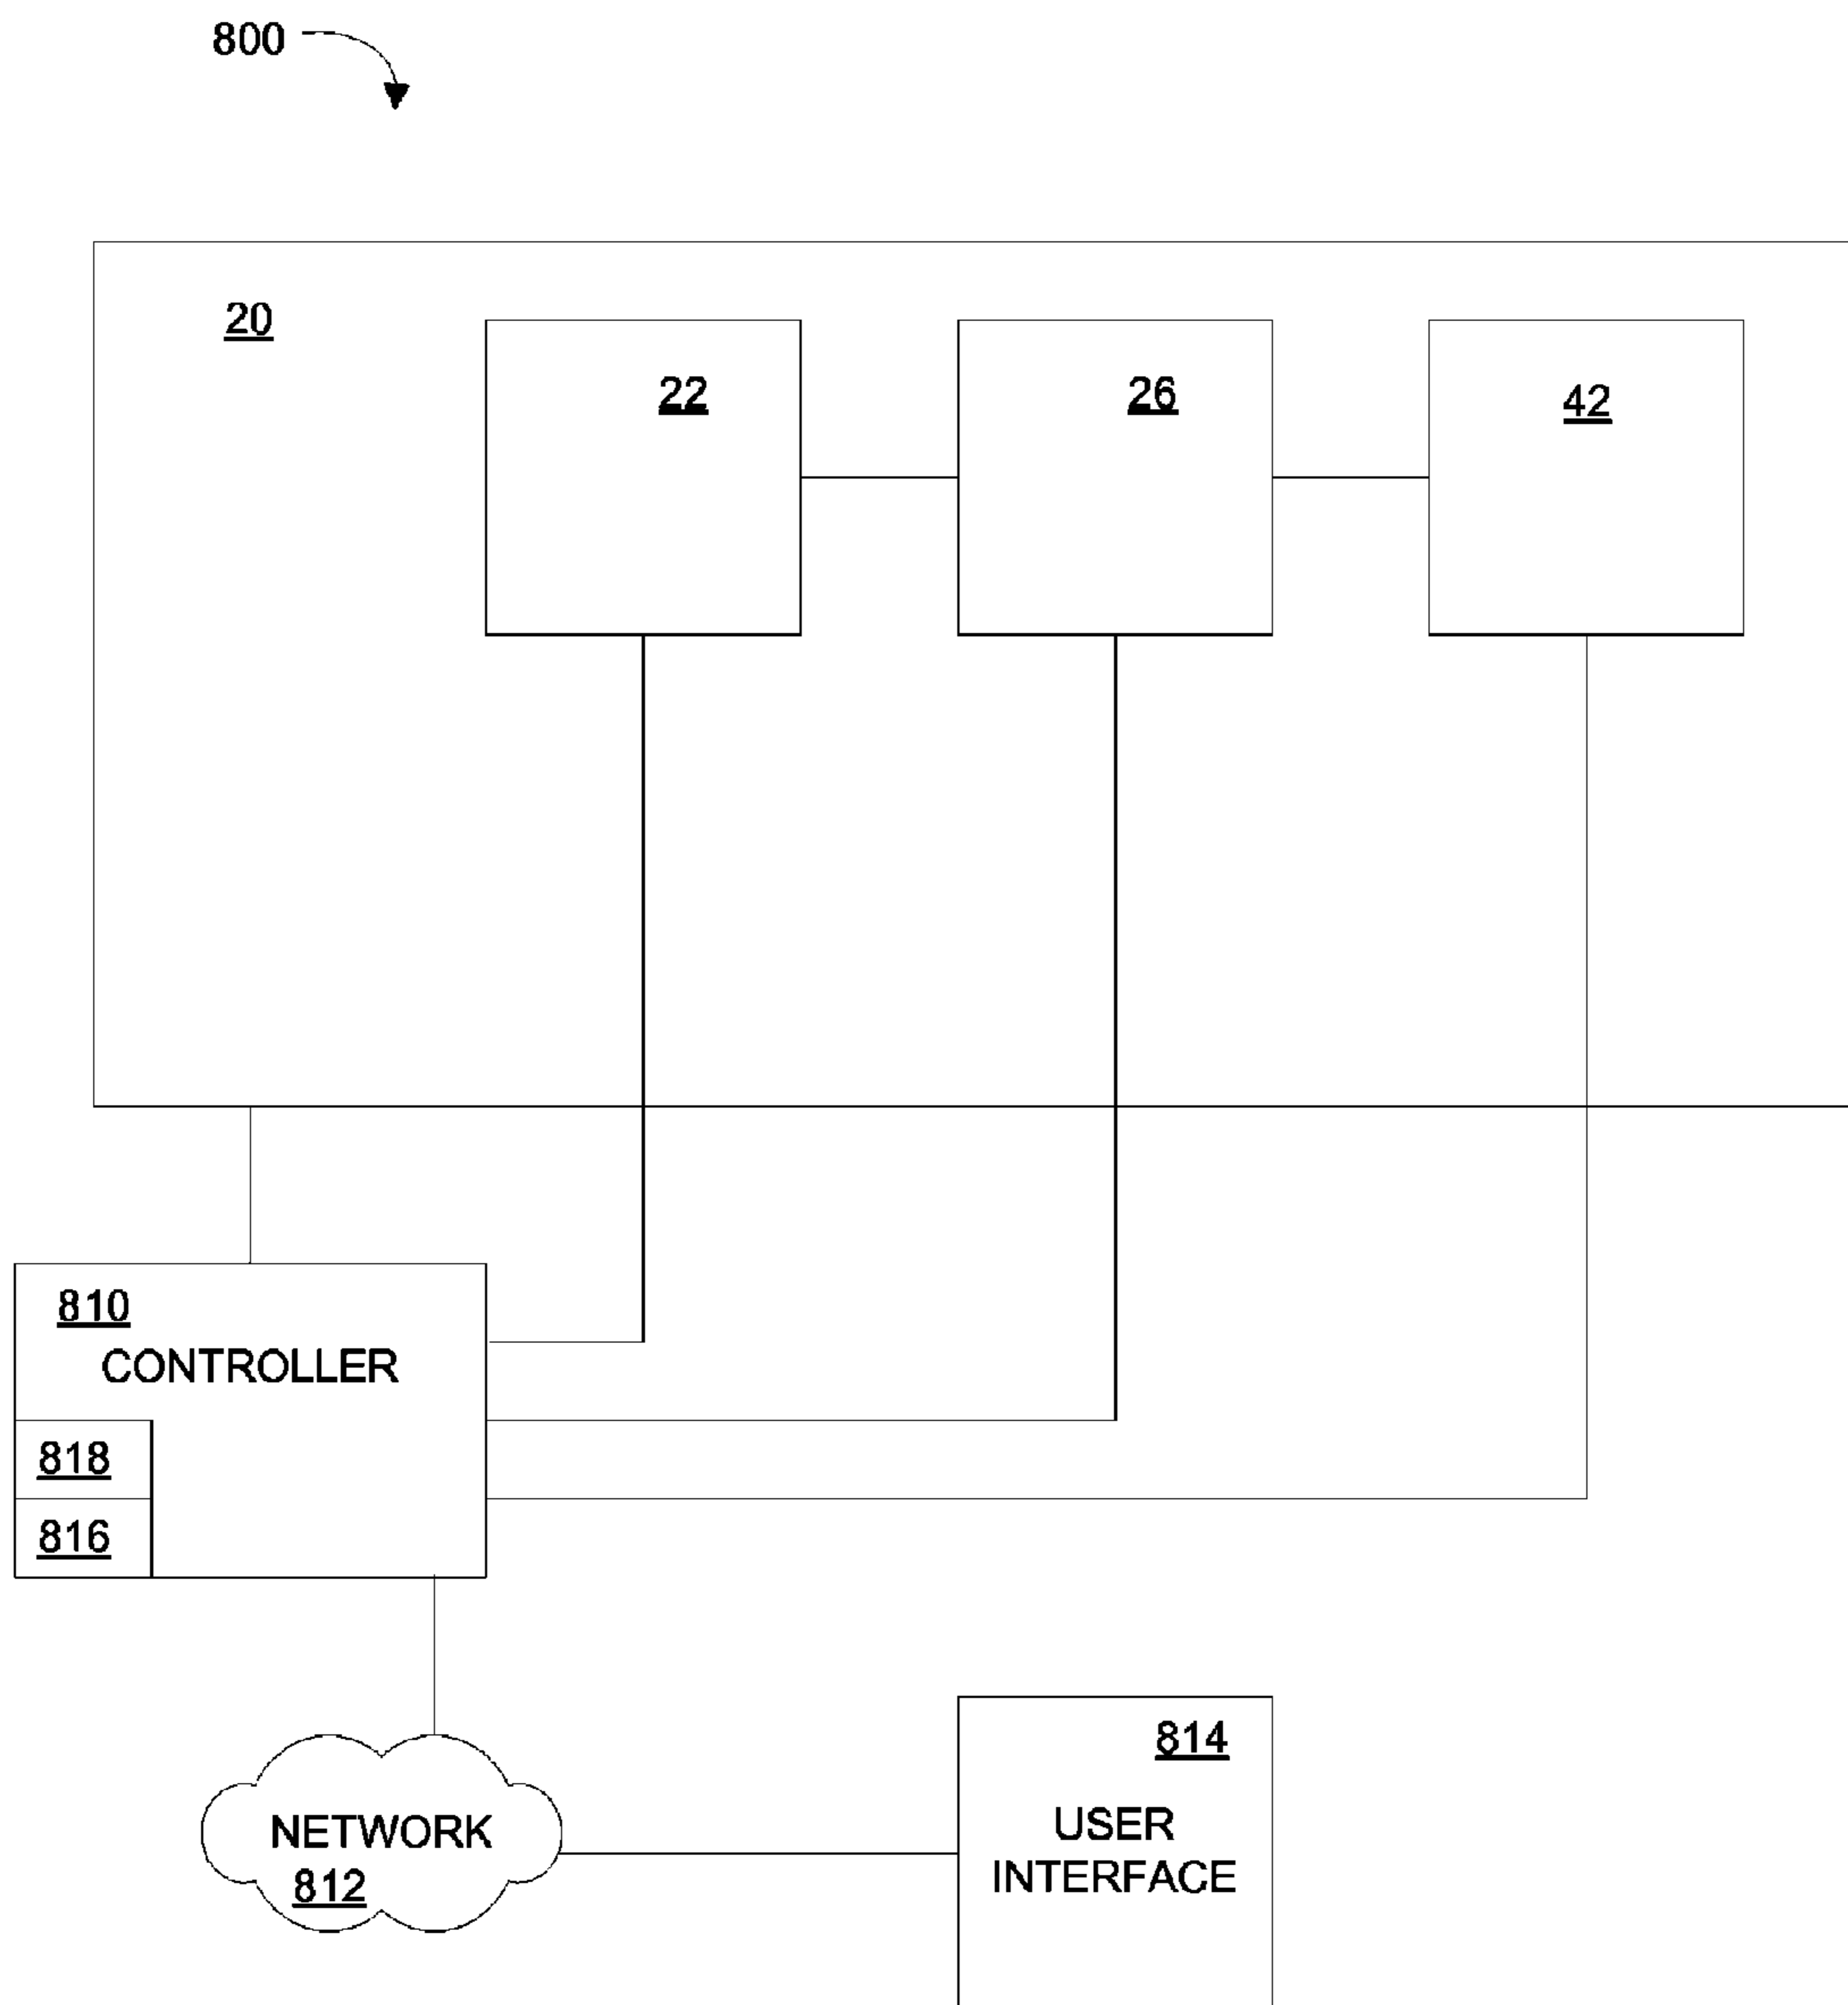 800
20
22
26
42
810
CONTROLLER
818
816
NETWORK
812
814
USER
INTERFACE